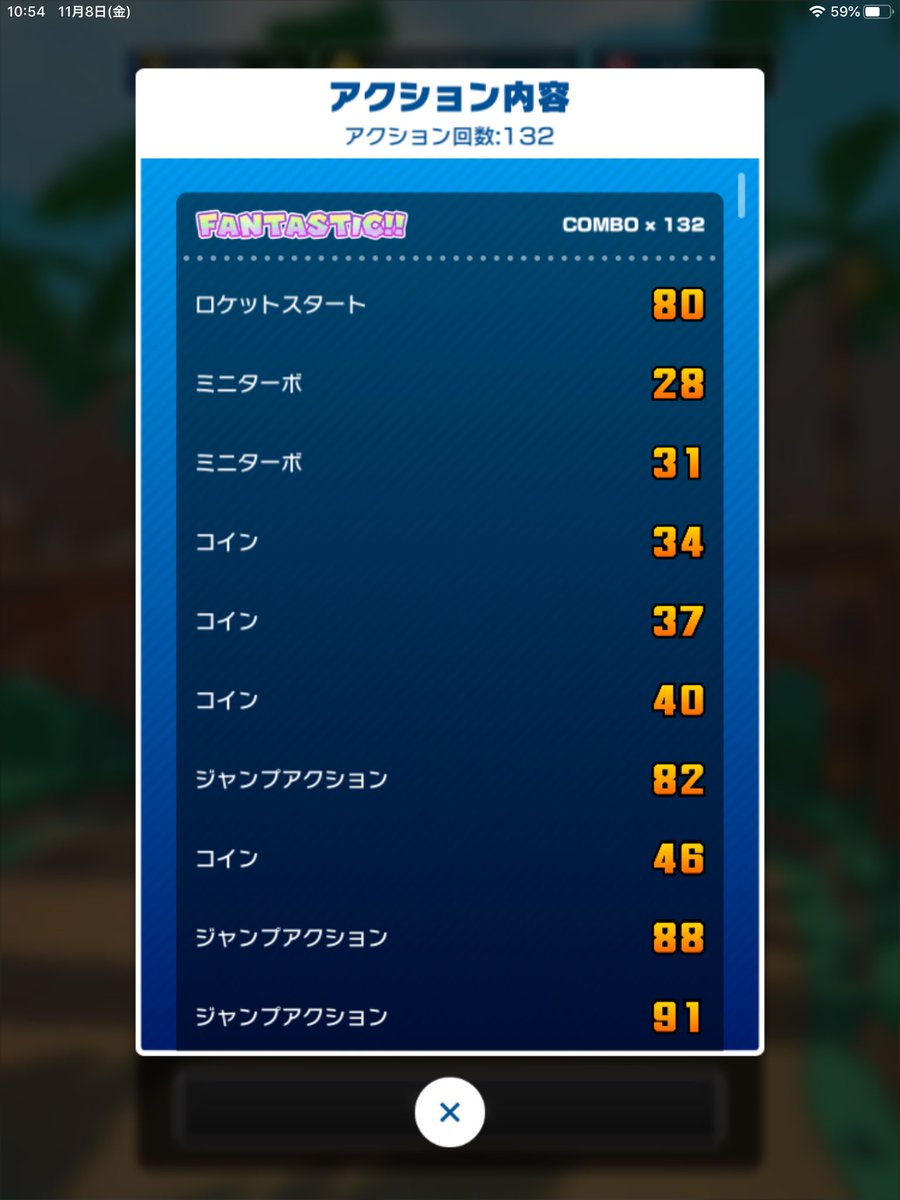 10:54 11月8日(金) 59%
アクション内容
アクション回数:132
FANTASTIC!! COMBO × 132
ロケットスタート 80
ミニターボ 28
ミニターボ 31
コイン 34
コイン 37
コイン 40
ジャンプアクション 82
コイン 46
ジャンプアクション 88
ジャンプアクション 91